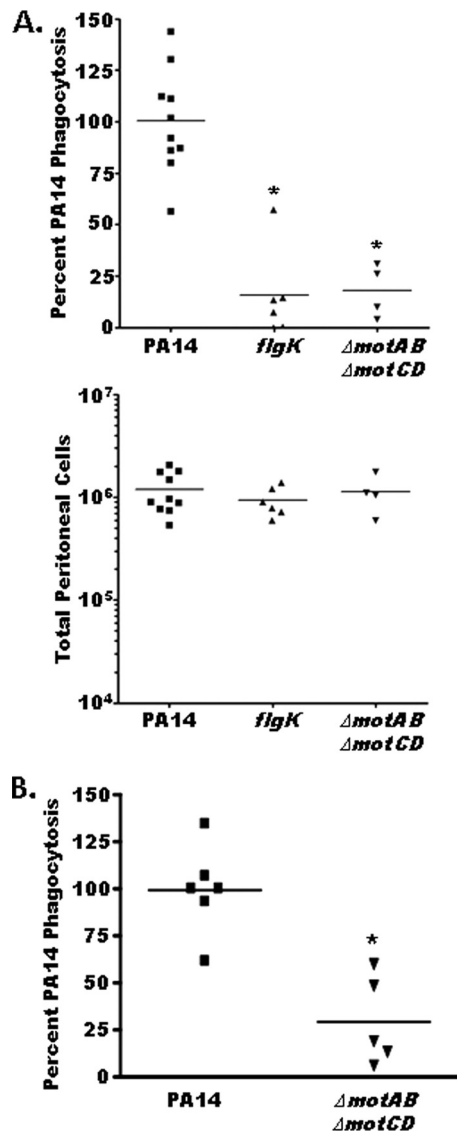 A.
Percent PA14 Phagocytosis
150
125
100
75
50
25
0
*
*
PA14
flgK
ΔmotAB
ΔmotCD
Total Peritoneal Cells
10⁷
10⁶
10⁵
10⁴
PA14
flgK
ΔmotAB
ΔmotCD
B.
Percent PA14 Phagocytosis
150
125
100
75
50
25
0
*
PA14
ΔmotAB
ΔmotCD